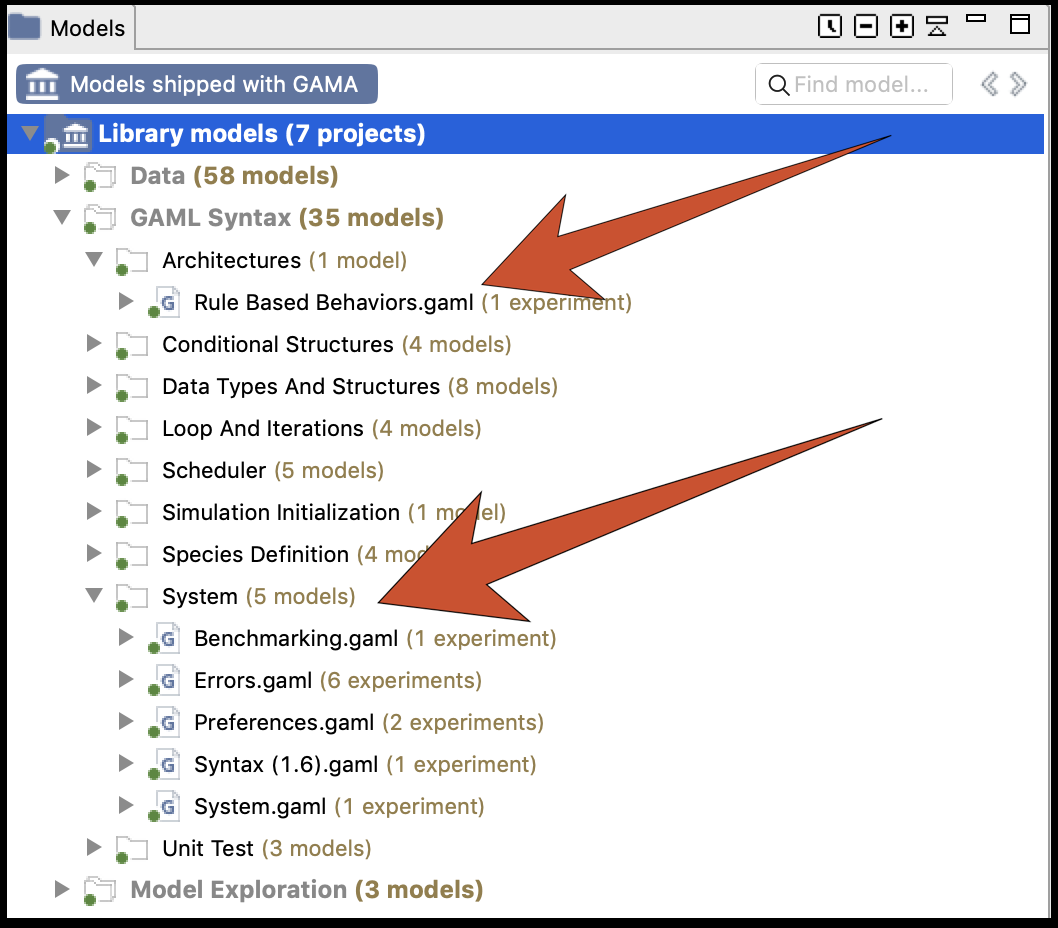 Models
Models shipped with GAMA
Find model...
Library models (7 projects)
Data (58 models)
GAML Syntax (35 models)
Architectures (1 model)
Rule Based Behaviors.gaml (1 experiment)
Conditional Structures (4 models)
Data Types And Structures (8 models)
Loop And Iterations (4 models)
Scheduler (5 models)
Simulation Initialization (1 model)
Species Definition (4 mod
System (5 models)
Benchmarking.gaml (1 experiment)
Errors.gaml (6 experiments)
Preferences.gaml (2 experiments)
Syntax (1.6).gaml (1 experiment)
System.gaml (1 experiment)
Unit Test (3 models)
Model Exploration (3 models)